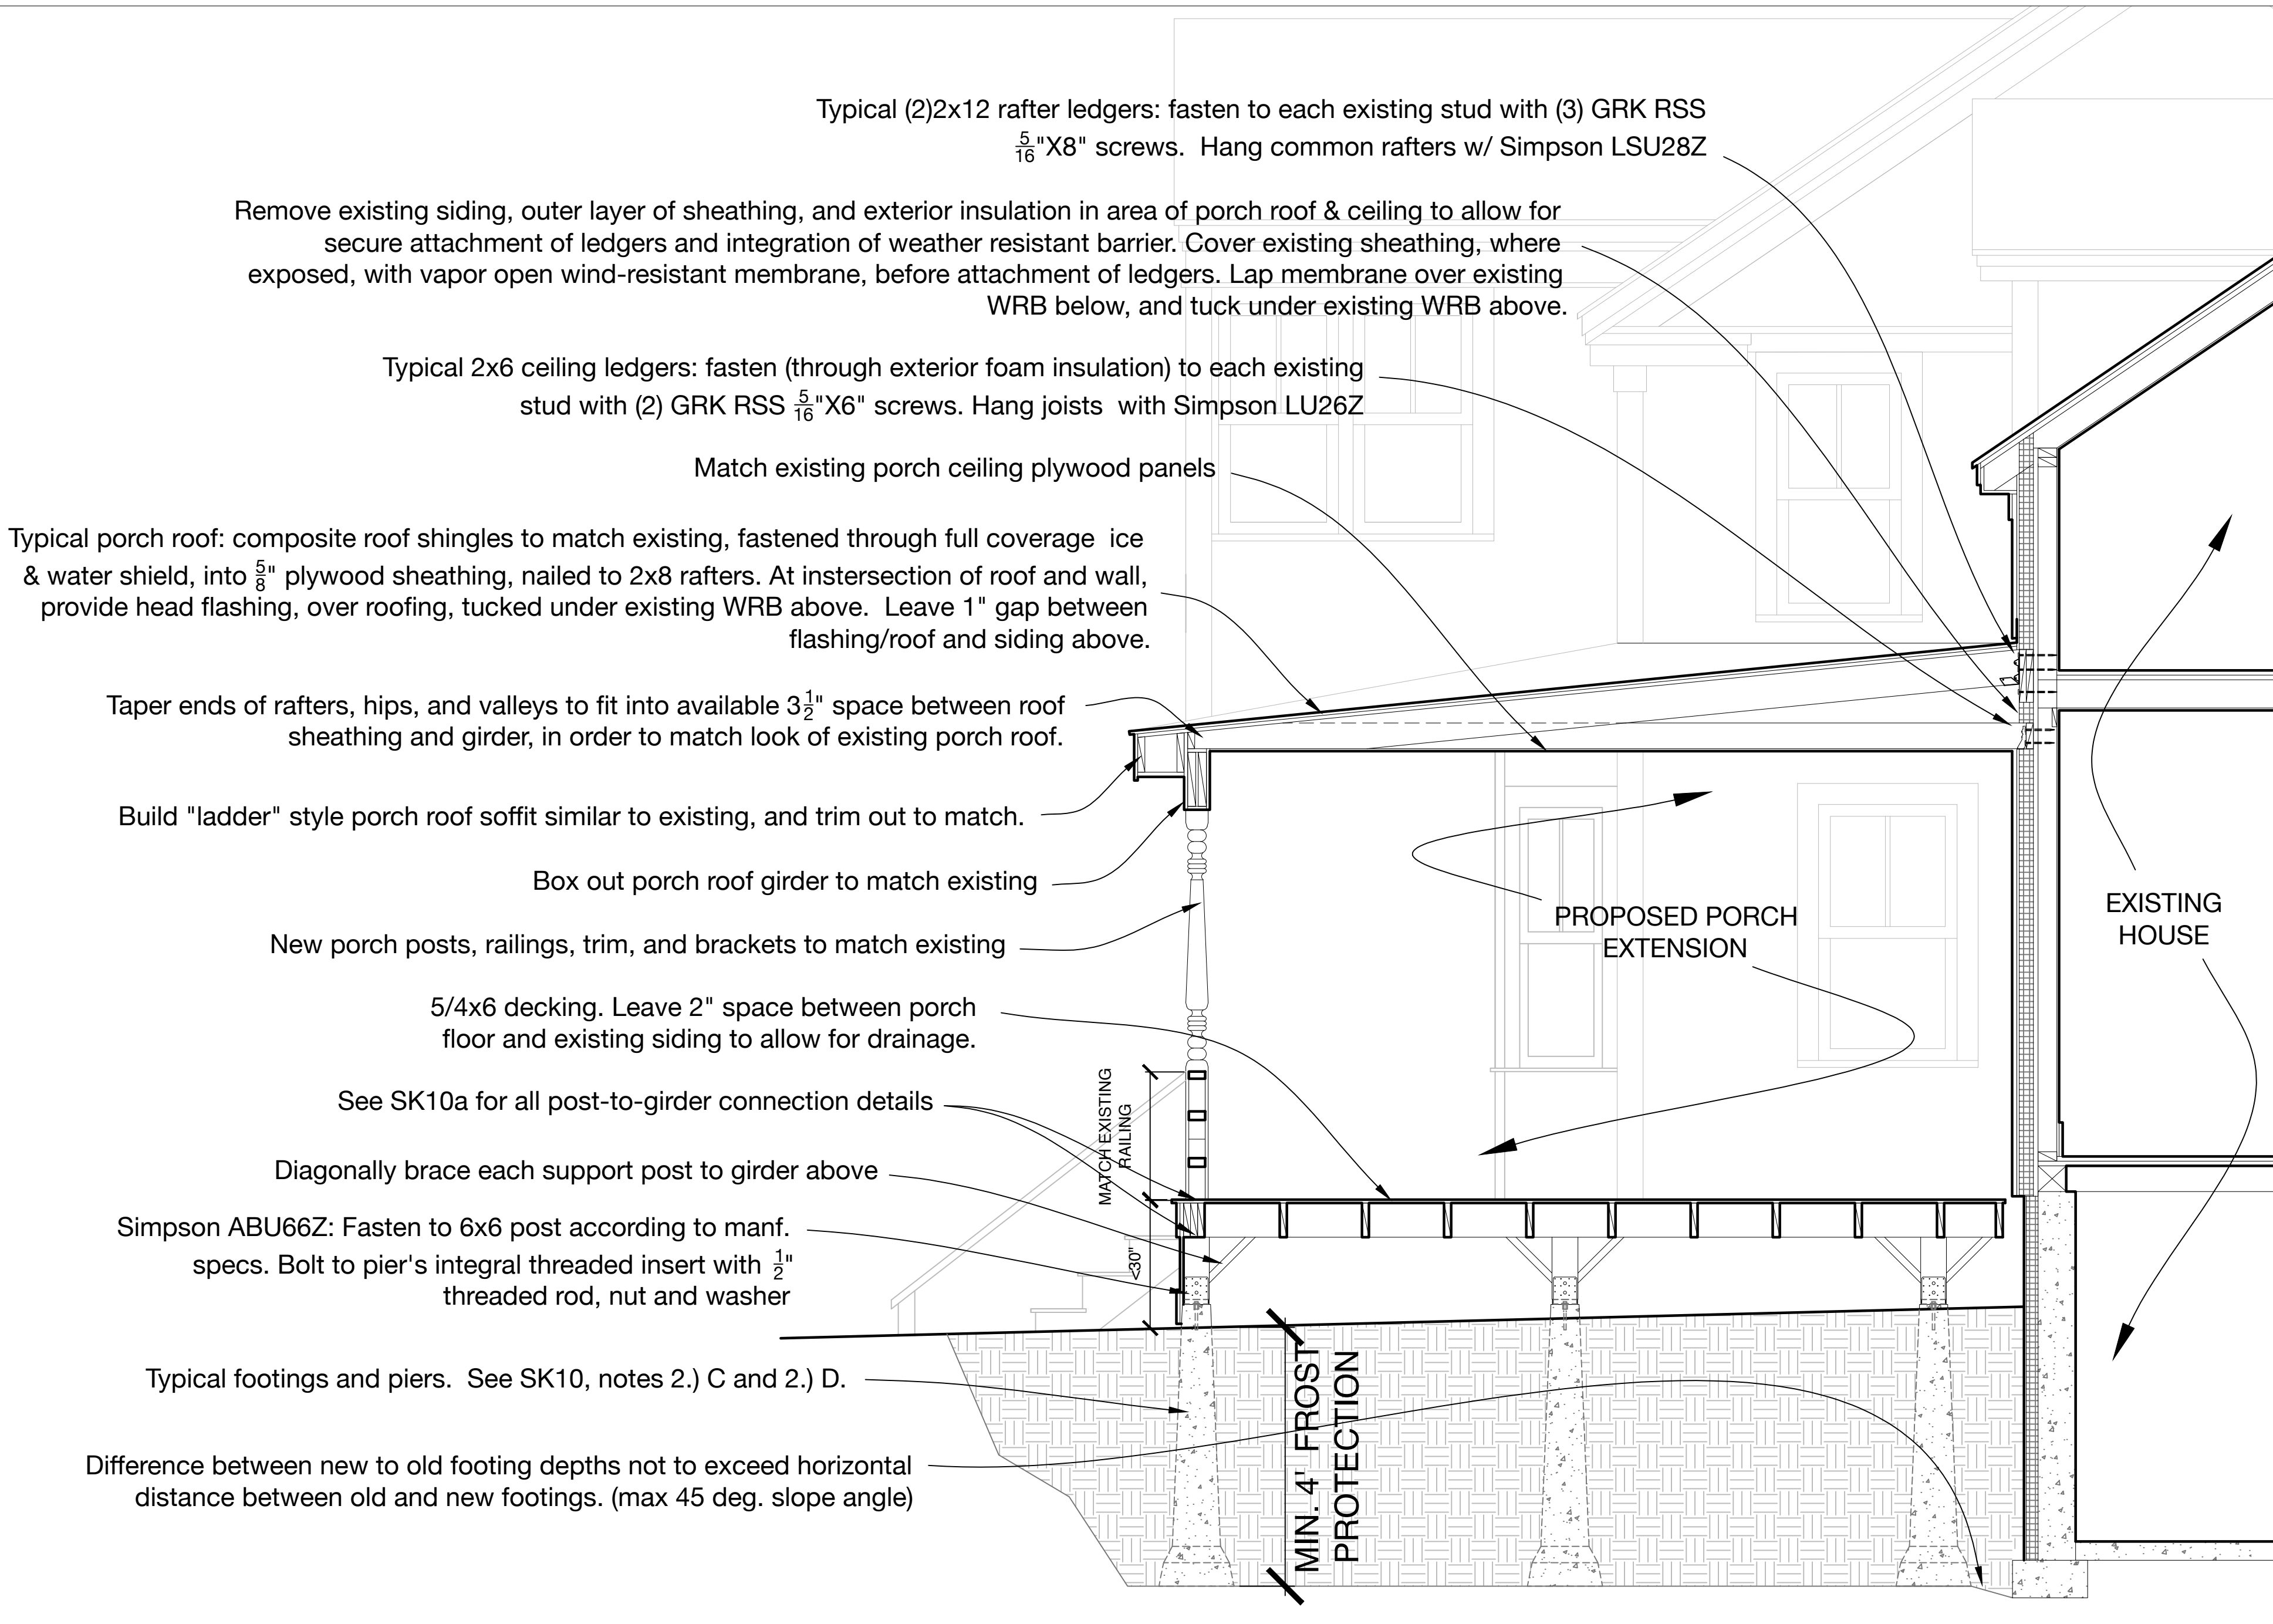 Typical (2)2x12 rafter ledgers: fasten to each existing stud with (3) GRK RSS
5/16"X8" screws.  Hang common rafters w/ Simpson LSU28Z
Remove existing siding, outer layer of sheathing, and exterior insulation in area of porch roof & ceiling to allow for
secure attachment of ledgers and integration of weather resistant barrier. Cover existing sheathing, where
exposed, with vapor open wind-resistant membrane, before attachment of ledgers. Lap membrane over existing
WRB below, and tuck under existing WRB above.
Typical 2x6 ceiling ledgers: fasten (through exterior foam insulation) to each existing
stud with (2) GRK RSS 5/16"X6" screws. Hang joists  with Simpson LU26Z
Match existing porch ceiling plywood panels
Typical porch roof: composite roof shingles to match existing, fastened through full coverage  ice
& water shield, into 5/8" plywood sheathing, nailed to 2x8 rafters. At instersection of roof and wall,
provide head flashing, over roofing, tucked under existing WRB above.  Leave 1" gap between
flashing/roof and siding above.
Taper ends of rafters, hips, and valleys to fit into available 3 1/2" space between roof
sheathing and girder, in order to match look of existing porch roof.
Build "ladder" style porch roof soffit similar to existing, and trim out to match.
Box out porch roof girder to match existing
New porch posts, railings, trim, and brackets to match existing
5/4x6 decking. Leave 2" space between porch
floor and existing siding to allow for drainage.
See SK10a for all post-to-girder connection details
Diagonally brace each support post to girder above
Simpson ABU66Z: Fasten to 6x6 post according to manf.
specs. Bolt to pier's integral threaded insert with 1/2"
threaded rod, nut and washer
Typical footings and piers.  See SK10, notes 2.) C and 2.) D.
Difference between new to old footing depths not to exceed horizontal
distance between old and new footings. (max 45 deg. slope angle)
MATCH EXISTING
RAILING
<30"
MIN. 4' FROST
PROTECTION
PROPOSED PORCH
EXTENSION
EXISTING
HOUSE